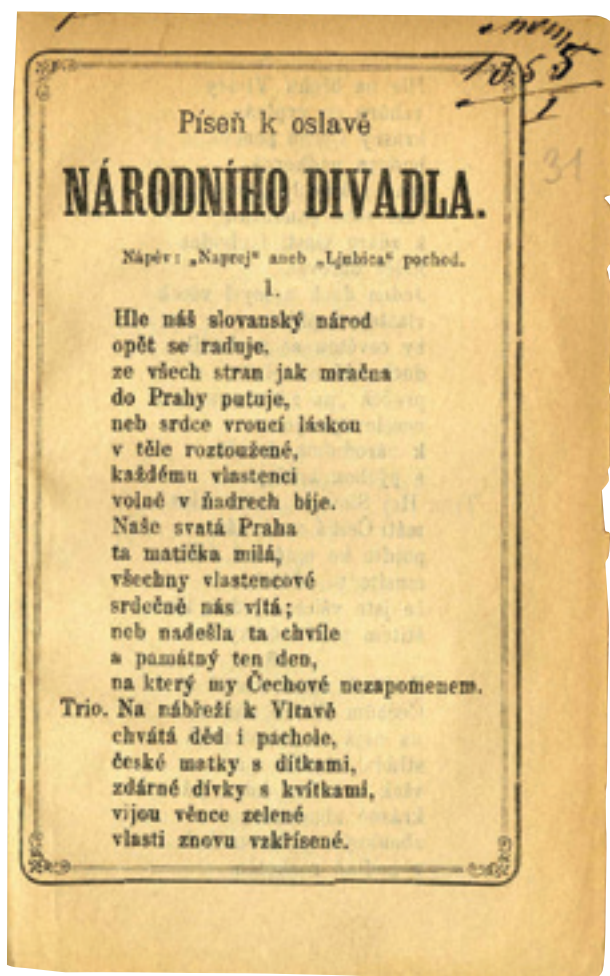 1855
1
31
Píseň k oslavě
NÁRODNÍHO DIVADLA.
Nápěv: „Naprej“ aneb „Ljubica“ pochod.
1.
Hle náš slovanský národ
opět se raduje,
ze všech stran jak mračna
do Prahy putuje,
neb srdce vroucí láskou
v těle roztoužené,
každému vlastenci
volně v ňadrech bije.
Naše svatá Praha
ta matička milá,
všechny vlastencové
srdečně nás vítá;
neb nadešla ta chvíle
a památný ten den,
na který my Čechové nezapomenem.
Trio. Na nábřeží k Vltavě
chvátá děd i pachole,
české matky s dítkami,
zdárné dívky s kvítkami,
vijou věnce zelené
vlasti znovu vzkříšené.